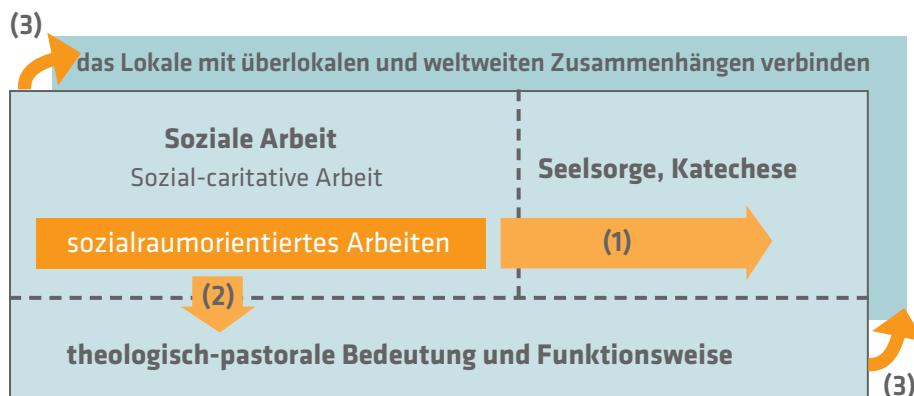 (3)
das Lokale mit überlokalen und weltweiten Zusammenhängen verbinden
Soziale Arbeit
Sozial-caritative Arbeit
Seelsorge, Katechese
sozialraumorientiertes Arbeiten
(1)
(2)
theologisch-pastorale Bedeutung und Funktionsweise
(3)